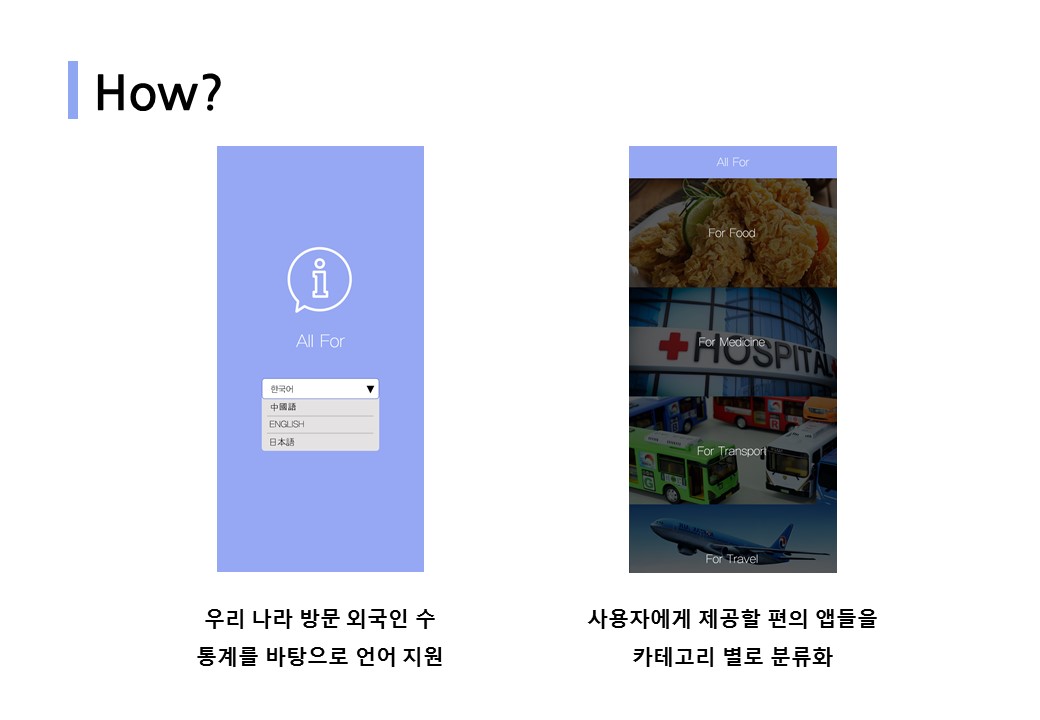 How?
All For
한국어
中國語
ENGLISH
日本語
All For
For Food
For Medicine
HOSPITAL
For Transport
G
For Travel
우리 나라 방문 외국인 수
통계를 바탕으로 언어 지원
사용자에게 제공할 편의 앱들을
카테고리 별로 분류화